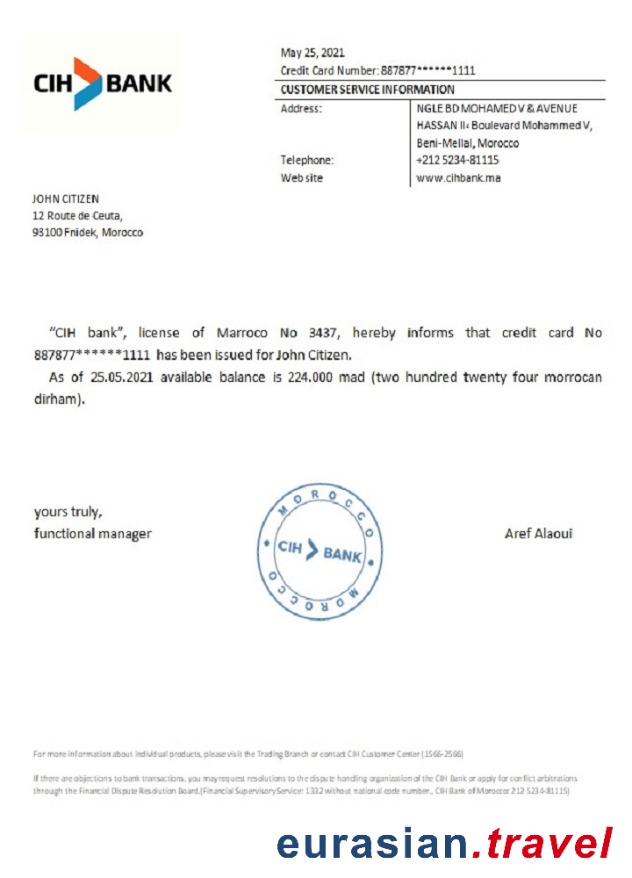 CIH BANK
May 25, 2021
Credit Card Number: 887877******1111
CUSTOMER SERVICE INFORMATION
Address: NGLE BD MOHAMED V & AVENUE
HASSAN II‹ Boulevard Mohammed V,
Beni-Mellal, Morocco
Telephone: +212 5234-81115
Web site www.cihbank.ma
JOHN CITIZEN
12 Route de Ceuta,
93100 Fnidek, Morocco
“CIH bank”, license of Marroco No 3437, hereby informs that credit card No
887877******1111 has been issued for John Citizen.
As of 25.05.2021 available balance is 224.000 mad (two hundred twenty four morrocan
dirham).
yours truly,
functional manager
Aref Alaoui
MOROCCO
CIH BANK
MOROCCO
For more information about individual products, please visit the Trading Branch or contact CIH Customer Center (1566-2566)
If there are objections to bank transactions, you may request resolutions to the dispute handling organization of the CIH Bank or apply for conflict arbitrations
through the Financial Dispute Resolution Board.(Financial Supervisory Service: 1332 without national code number., CIH Bank of Morocco: 212 5234-81115)
eurasian.travel